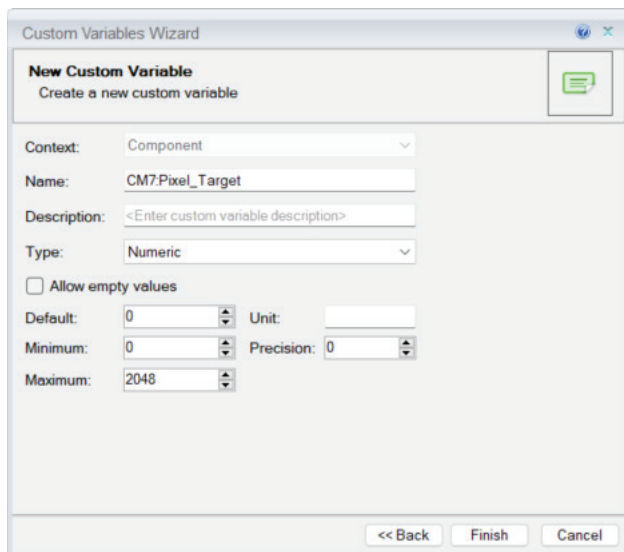 Custom Variables Wizard
New Custom Variable
Create a new custom variable
Context: Component
Name: CM7:Pixel_Target
Description: <Enter custom variable description>
Type: Numeric
Allow empty values
Default: 0 Unit:
Minimum: 0 Precision: 0
Maximum: 2048
<< Back Finish Cancel